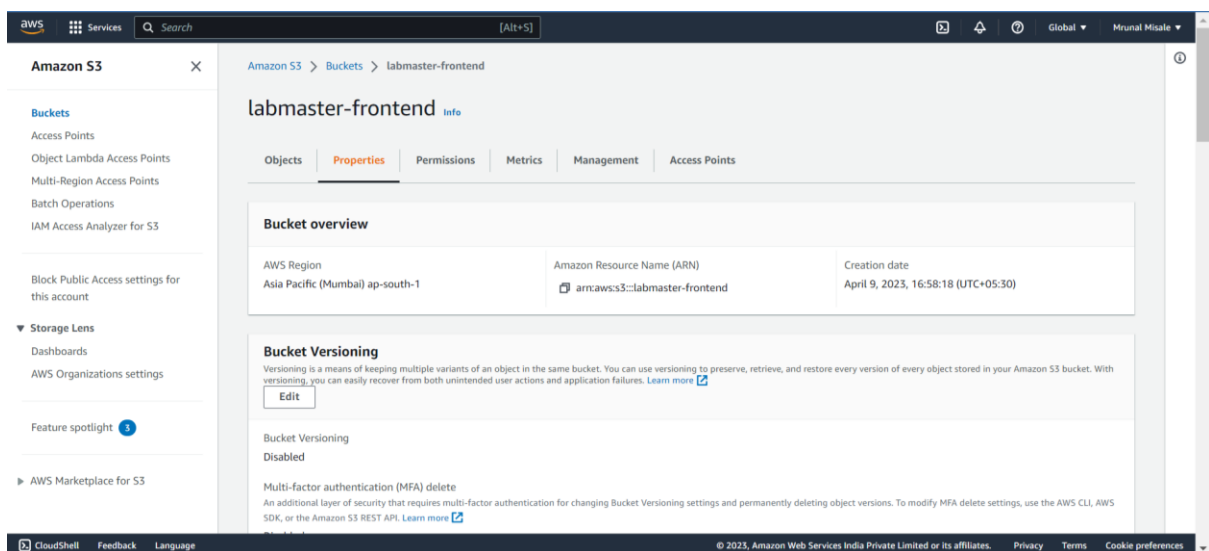 aws Services Search [Alt+S] Global Mrunal Misale
Amazon S3
Buckets
Access Points
Object Lambda Access Points
Multi-Region Access Points
Batch Operations
IAM Access Analyzer for S3
Block Public Access settings for
this account
Storage Lens
Dashboards
AWS Organizations settings
Feature spotlight 3
AWS Marketplace for S3
Amazon S3 > Buckets > labmaster-frontend
labmaster-frontend Info
Objects Properties Permissions Metrics Management Access Points
Bucket overview
AWS Region
Asia Pacific (Mumbai) ap-south-1
Amazon Resource Name (ARN)
arn:aws:s3:::labmaster-frontend
Creation date
April 9, 2023, 16:58:18 (UTC+05:30)
Bucket Versioning
Versioning is a means of keeping multiple variants of an object in the same bucket. You can use versioning to preserve, retrieve, and restore every version of every object stored in your Amazon S3 bucket. With
versioning, you can easily recover from both unintended user actions and application failures. Learn more
Edit
Bucket Versioning
Disabled
Multi-factor authentication (MFA) delete
An additional layer of security that requires multi-factor authentication for changing Bucket Versioning settings and permanently deleting object versions. To modify MFA delete settings, use the AWS CLI, AWS
SDK, or the Amazon S3 REST API. Learn more
CloudShell Feedback Language © 2023, Amazon Web Services India Private Limited or its affiliates. Privacy Terms Cookie preferences